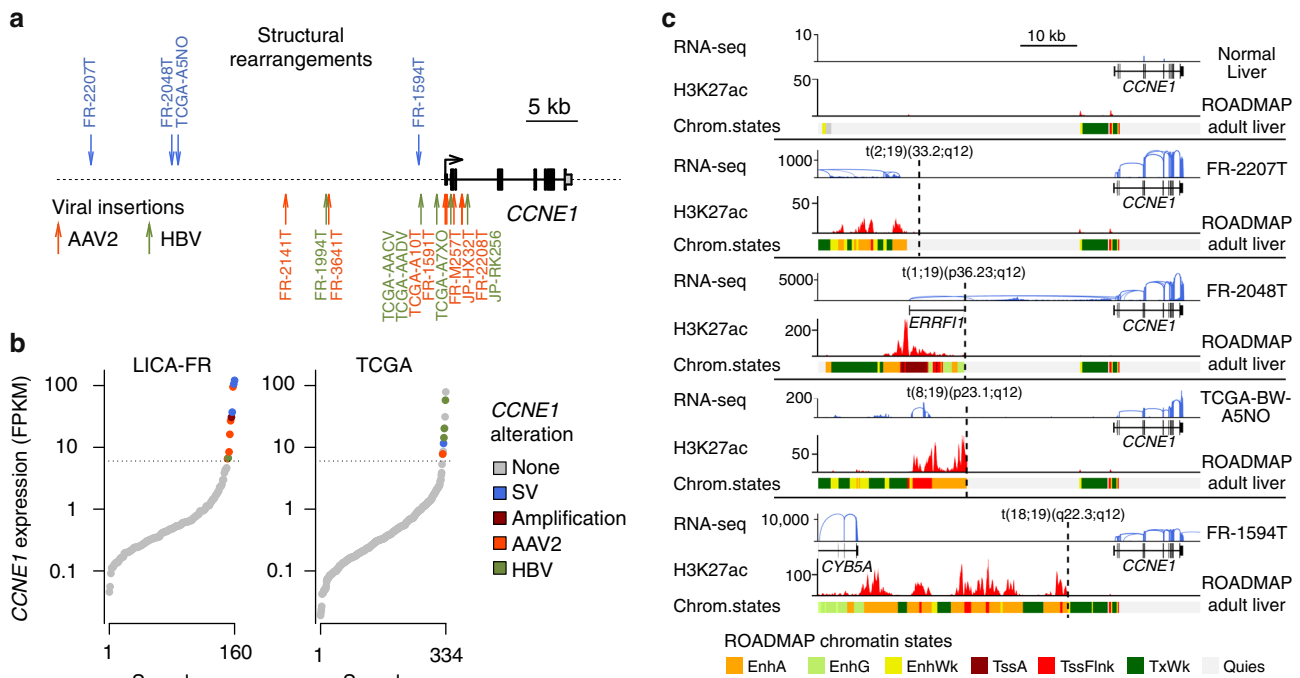 a
Structural
rearrangements
FR-2207T
FR-2048T
TCGA-A5NO
FR-1594T
5 kb
CCNE1
Viral insertions
AAV2
HBV
FR-2141T
FR-1994T
FR-3641T
TCGA-AACV
TCGA-AADV
TCGA-A10T
FR-1591T
TCGA-A7XO
FR-M257T
JP-HX32T
FR-2208T
JP-RK256
b
LICA-FR
TCGA
CCNE1 expression (FPKM)
100
10
1
0.1
1
160
100
10
1
0.1
1
334
CCNE1
alteration
None
SV
Amplification
AAV2
HBV
c
10 kb
RNA-seq
10
CCNE1
Normal
Liver
H3K27ac
50
ROADMAP
Chrom.states
adult liver
RNA-seq
1000
t(2;19)(33.2;q12)
CCNE1
FR-2207T
H3K27ac
50
ROADMAP
Chrom.states
adult liver
RNA-seq
5000
t(1;19)(p36.23;q12)
ERRFI1
CCNE1
FR-2048T
H3K27ac
200
ROADMAP
Chrom.states
adult liver
RNA-seq
200
t(8;19)(p23.1;q12)
CCNE1
TCGA-BW-
A5NO
H3K27ac
50
ROADMAP
Chrom.states
adult liver
RNA-seq
10,000
t(18;19)(q22.3;q12)
CYB5A
CCNE1
FR-1594T
H3K27ac
100
ROADMAP
Chrom.states
adult liver
ROADMAP chromatin states
EnhA
EnhG
EnhWk
TssA
TssFlnk
TxWk
Quies